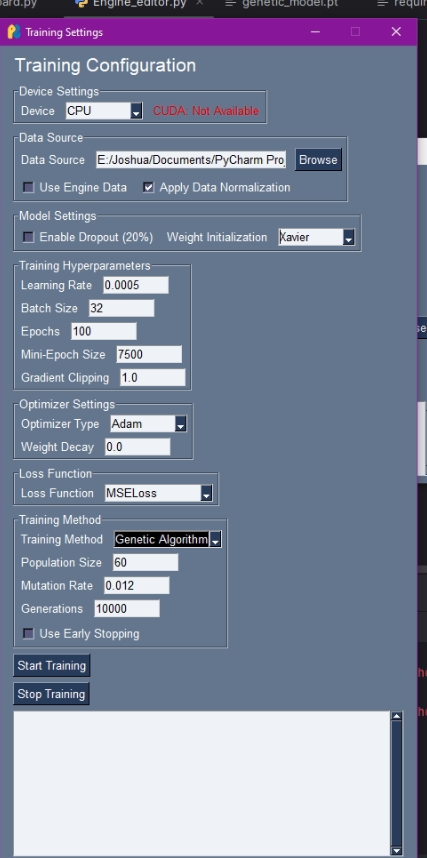 ard.py Engine_editor.py × genetic_model.pt requir
Training Settings
Training Configuration
Device Settings
Device CPU CUDA: Not Available
Data Source
Data Source E:/Joshua/Documents/PyCharm Proj Browse
Use Engine Data Apply Data Normalization
Model Settings
Enable Dropout (20%) Weight Initialization Xavier
Training Hyperparameters
Learning Rate 0.0005
Batch Size 32
Epochs 100
Mini-Epoch Size 7500
Gradient Clipping 1.0
Optimizer Settings
Optimizer Type Adam
Weight Decay 0.0
Loss Function
Loss Function MSELoss
Training Method
Training Method Genetic Algorithm
Population Size 60
Mutation Rate 0.012
Generations 10000
Use Early Stopping
Start Training
Stop Training